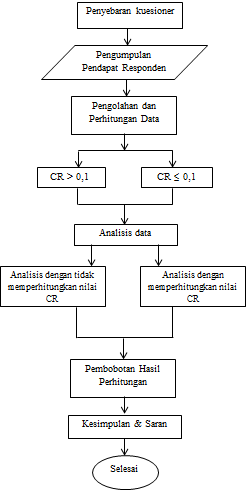 Penyebaran kuesioner
Pengumpulan
Pendapat Responden
Pengolahan dan
Perhitungan Data
CR > 0,1
CR ≤ 0,1
Analisis data
Analisis dengan tidak
memperhitungkan nilai
CR
Analisis dengan
memperhitungkan nilai
CR
Pembobotan Hasil
Perhitungan
Kesimpulan & Saran
Selesai